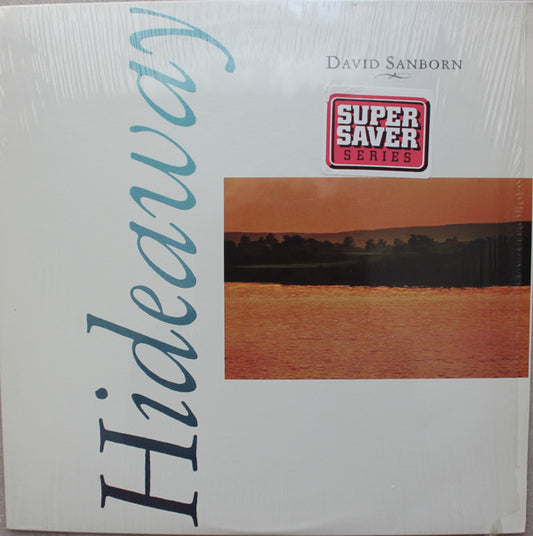 DAVID SANBORN
SUPER
SAVER
SERIES
Hideaway